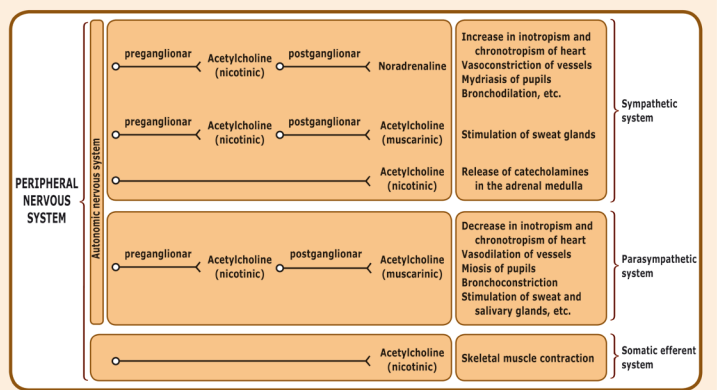 PERIPHERAL
NERVOUS
SYSTEM
Autonomic nervous system
preganglionar
Acetylcholine
(nicotinic)
postganglionar
Noradrenaline
Increase in inotropism and
chronotropism of heart
Vasoconstriction of vessels
Mydriasis of pupils
Bronchodilation, etc.
preganglionar
Acetylcholine
(nicotinic)
postganglionar
Acetylcholine
(muscarinic)
Stimulation of sweat glands
Acetylcholine
(nicotinic)
Release of catecholamines
in the adrenal medulla
Sympathetic
system
preganglionar
Acetylcholine
(nicotinic)
postganglionar
Acetylcholine
(muscarinic)
Decrease in inotropism and
chronotropism of heart
Vasodilation of vessels
Miosis of pupils
Bronchoconstriction
Stimulation of sweat and
salivary glands, etc.
Parasympathetic
system
Acetylcholine
(nicotinic)
Skeletal muscle contraction
Somatic efferent
system